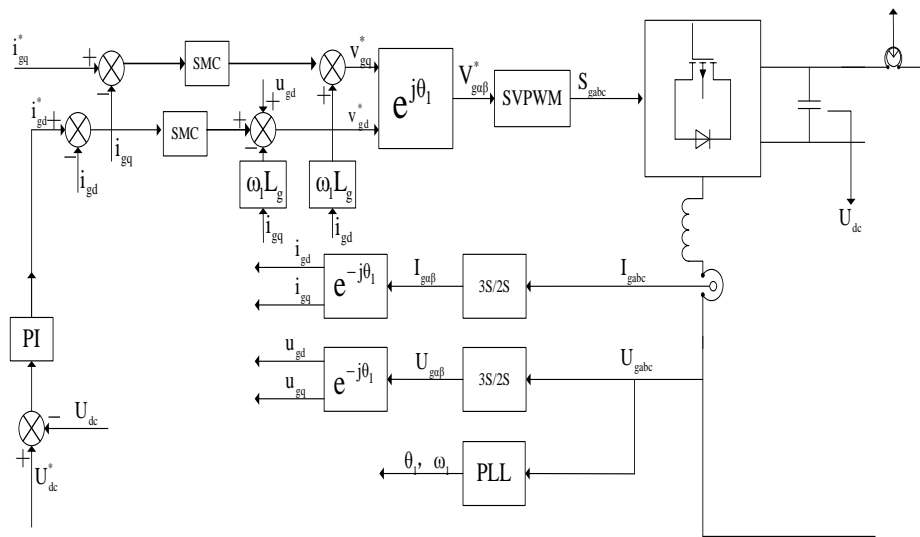 i*gq
+
−
SMC
+
v*gq
ugd
+
i*gd
+
−
SMC
+
−
v*gd
e^jθ1
V*gαβ
SVPWM
Sgabc
igd
igq
ω1Lg
ω1Lg
igq
igd
Udc
igd
igq
e^−jθ1
Igαβ
3S/2S
Igabc
PI
ugd
ugq
e^−jθ1
Ugαβ
3S/2S
Ugabc
−
Udc
+
U*dc
θ1, ω1
PLL